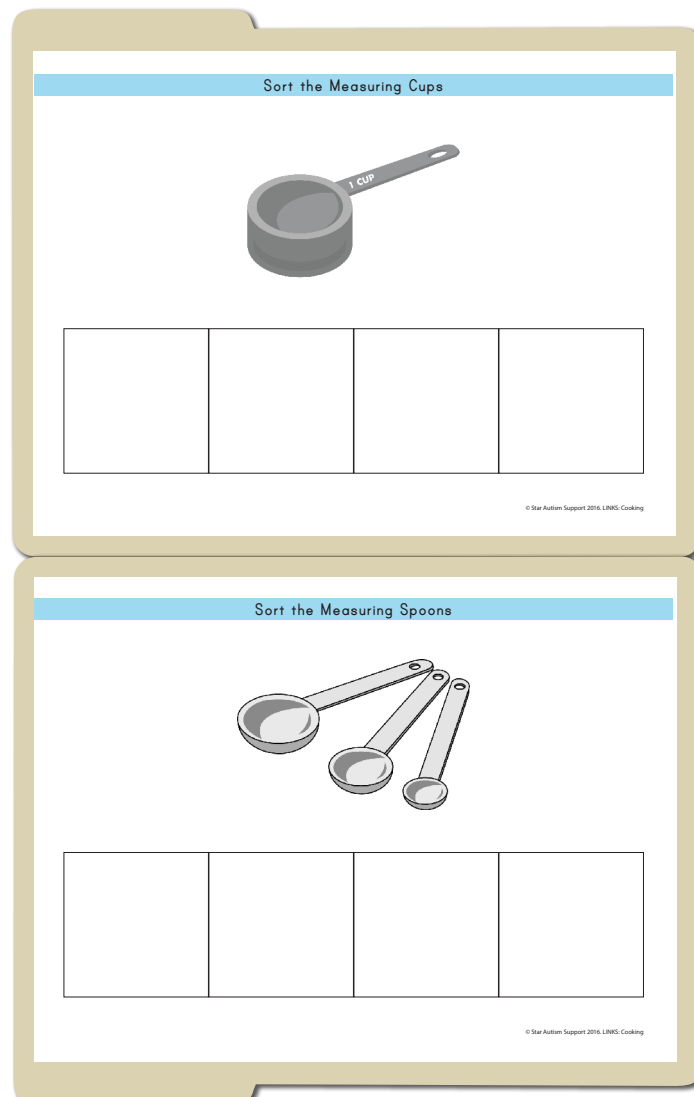 Sort the Measuring Cups
1 CUP
© Star Autism Support 2016. LINKS: Cooking
Sort the Measuring Spoons
© Star Autism Support 2016. LINKS: Cooking